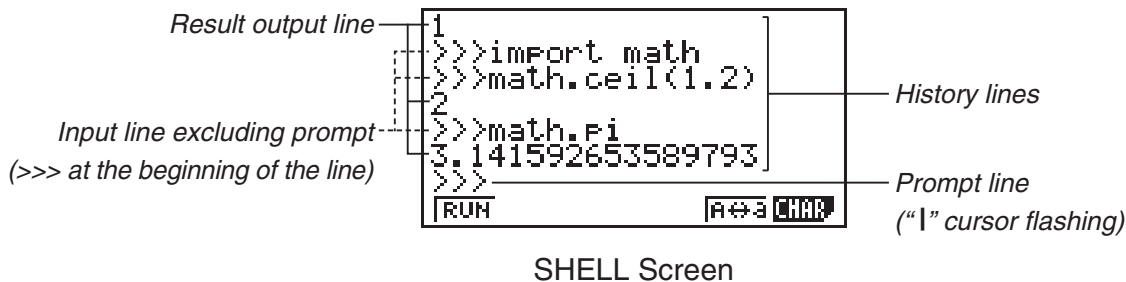 Result output line
Input line excluding prompt
(>>> at the beginning of the line)
1
>>>import math
>>>math.ceil(1.2)
2
>>>math.pi
3.141592653589793
>>>
RUN A↔a CHAR
History lines
Prompt line
(“|” cursor flashing)
SHELL Screen